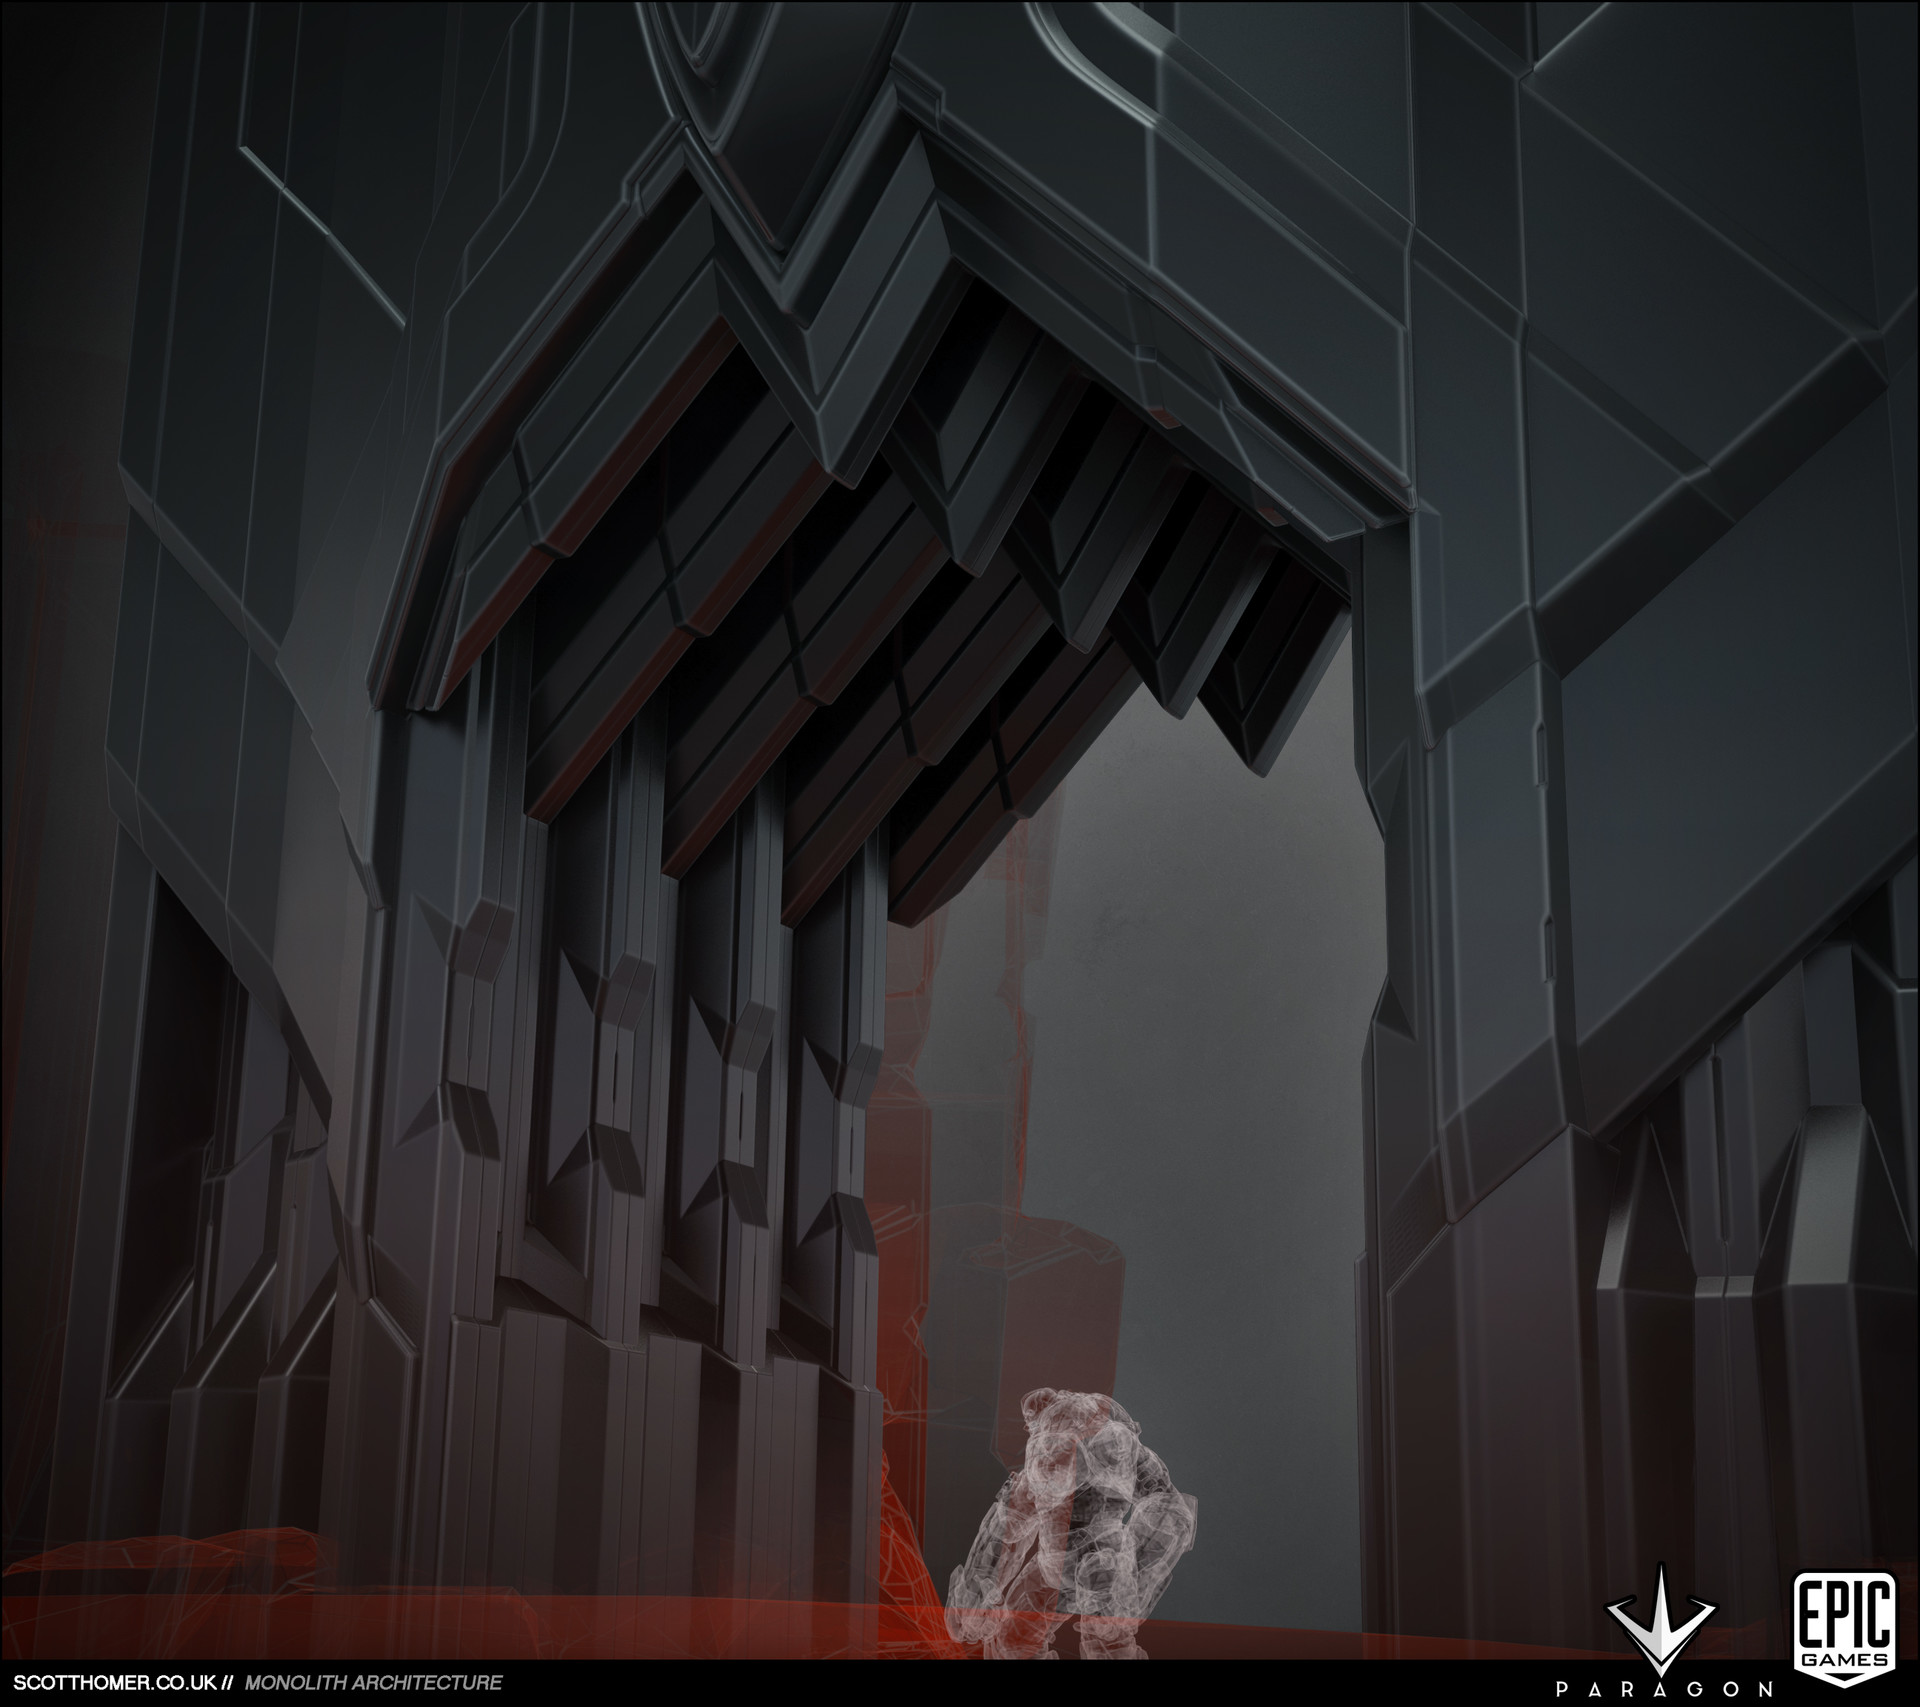 SCOTTHOMER.CO.UK // MONOLITH ARCHITECTURE
PARAGON
EPIC
GAMES